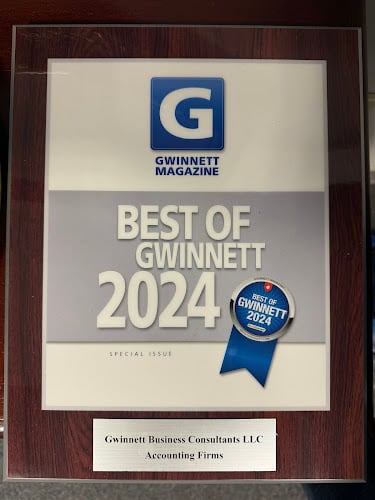 G
GWINNETT
MAGAZINE
BEST OF
GWINNETT
2024
BEST OF
GWINNETT
2024
SPECIAL ISSUE
Gwinnett Business Consultants LLC
Accounting Firms